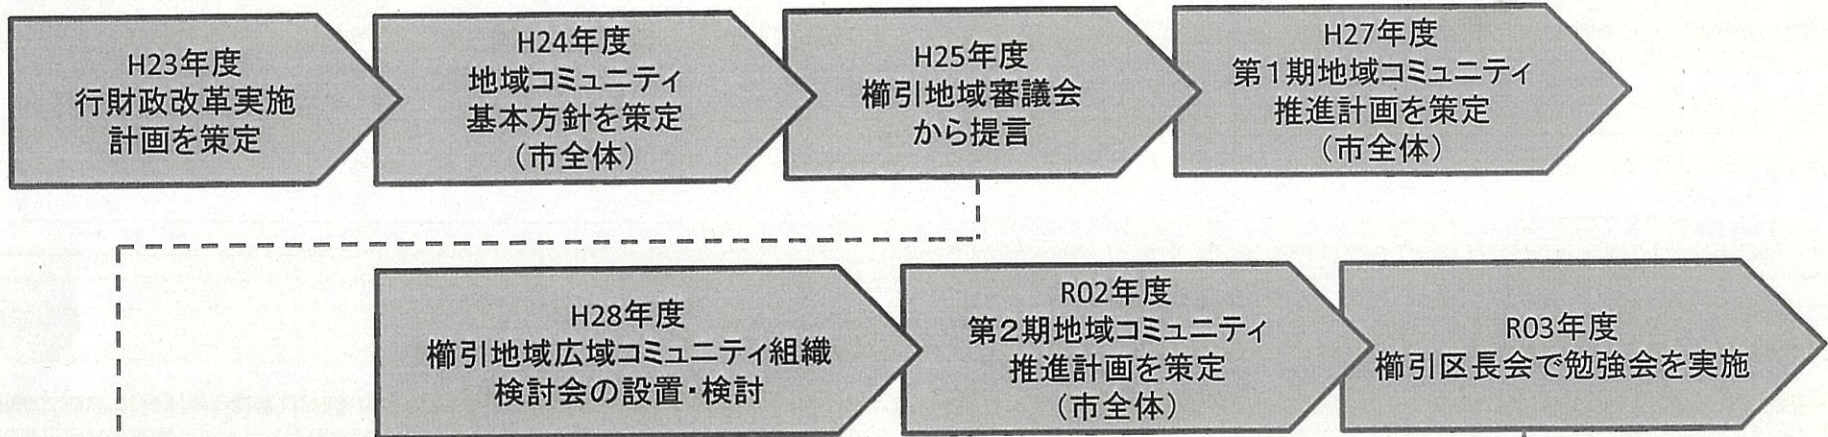 H23年度
行財政改革実施
計画を策定
H24年度
地域コミュニティ
基本方針を策定
(市全体)
H25年度
櫛引地域審議会
から提言
H27年度
第1期地域コミュニティ
推進計画を策定
(市全体)
H28年度
櫛引地域広域コミュニティ組織
検討会の設置・検討
R02年度
第2期地域コミュニティ
推進計画を策定
(市全体)
R03年度
櫛引区長会で勉強会を実施